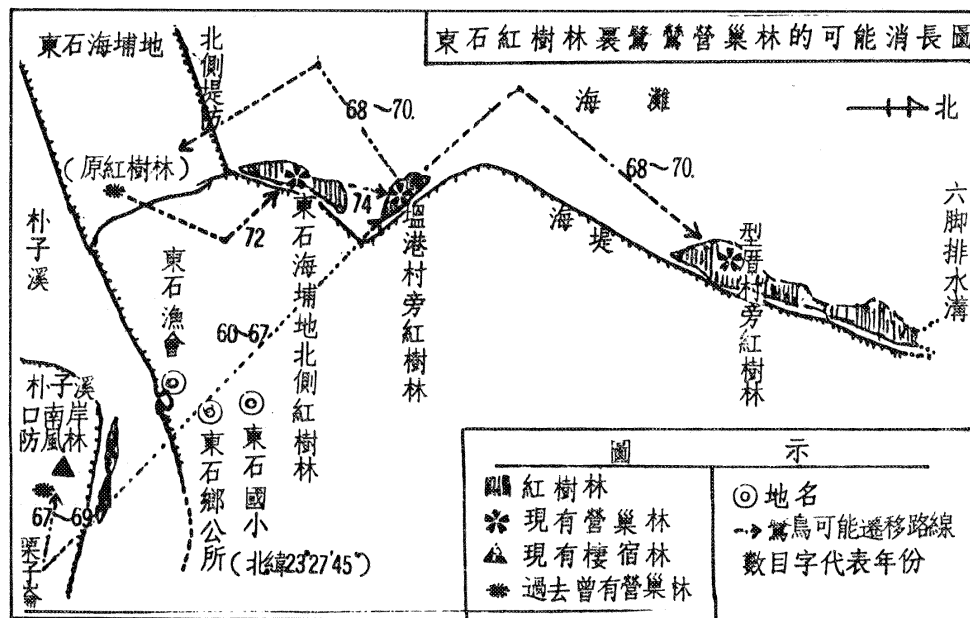 東石紅樹林裏鷺鷥營巢林的可能消長圖
東石海埔地
北側堤防
海灘
北
68～70.
68～70.
(原紅樹林)
74
72
朴子溪
東石漁會
60～67
東石海埔地北側紅樹林
塭港村旁紅樹林
海堤
型厝村旁紅樹林
六脚排水溝
朴子溪
口南岸
防風林
67～69
栗子崙
東石鄉公所
東石國小
(北緯23°27'45")
圖示
紅樹林
現有營巢林
現有棲宿林
過去曾有營巢林
地名
鷺鳥可能遷移路線
數目字代表年份